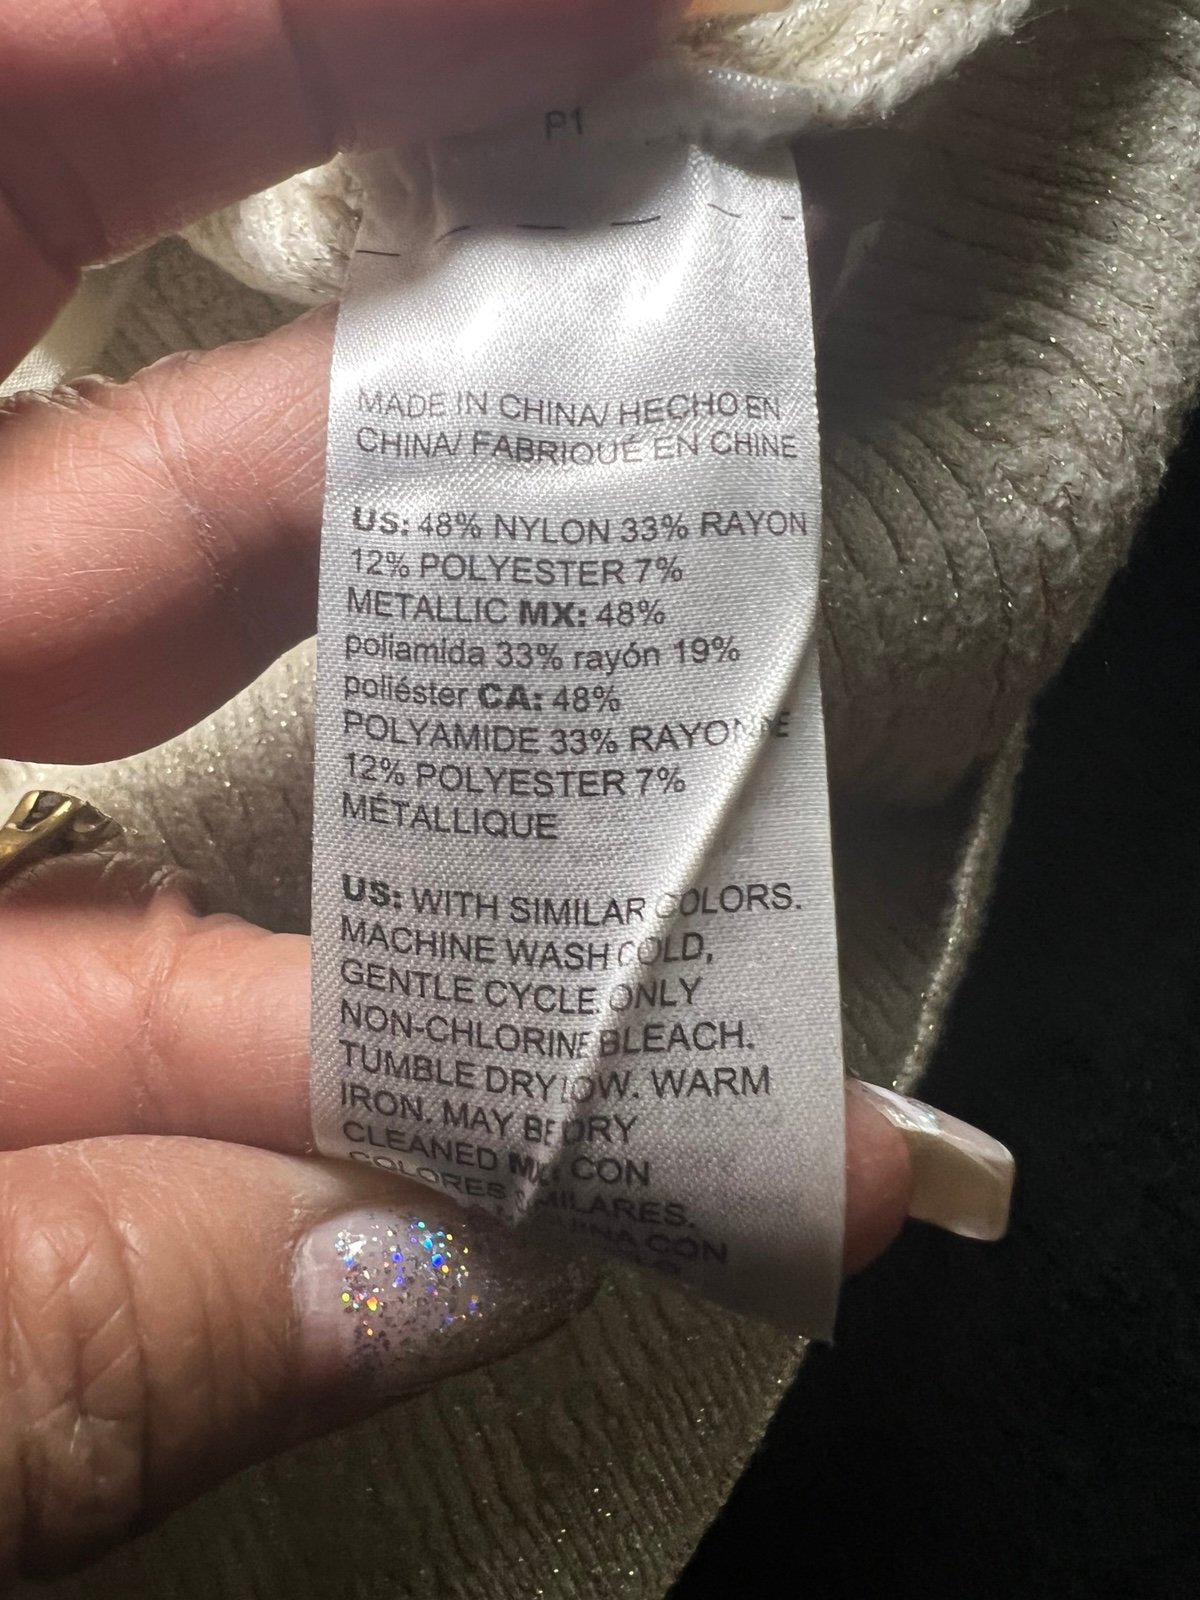 P1
MADE IN CHINA/ HECHO EN
CHINA/ FABRIQUÉ EN CHINE
US: 48% NYLON 33% RAYON
12% POLYESTER 7%
METALLIC MX: 48%
poliamida 33% rayón 19%
poliéster CA: 48%
POLYAMIDE 33% RAYONNE
12% POLYESTER 7%
MÉTALLIQUE
US: WITH SIMILAR COLORS.
MACHINE WASH COLD,
GENTLE CYCLE. ONLY
NON-CHLORINE BLEACH.
TUMBLE DRY LOW. WARM
IRON. MAY BE DRY
CLEANED MX: CON
COLORES SIMILARES.
CON